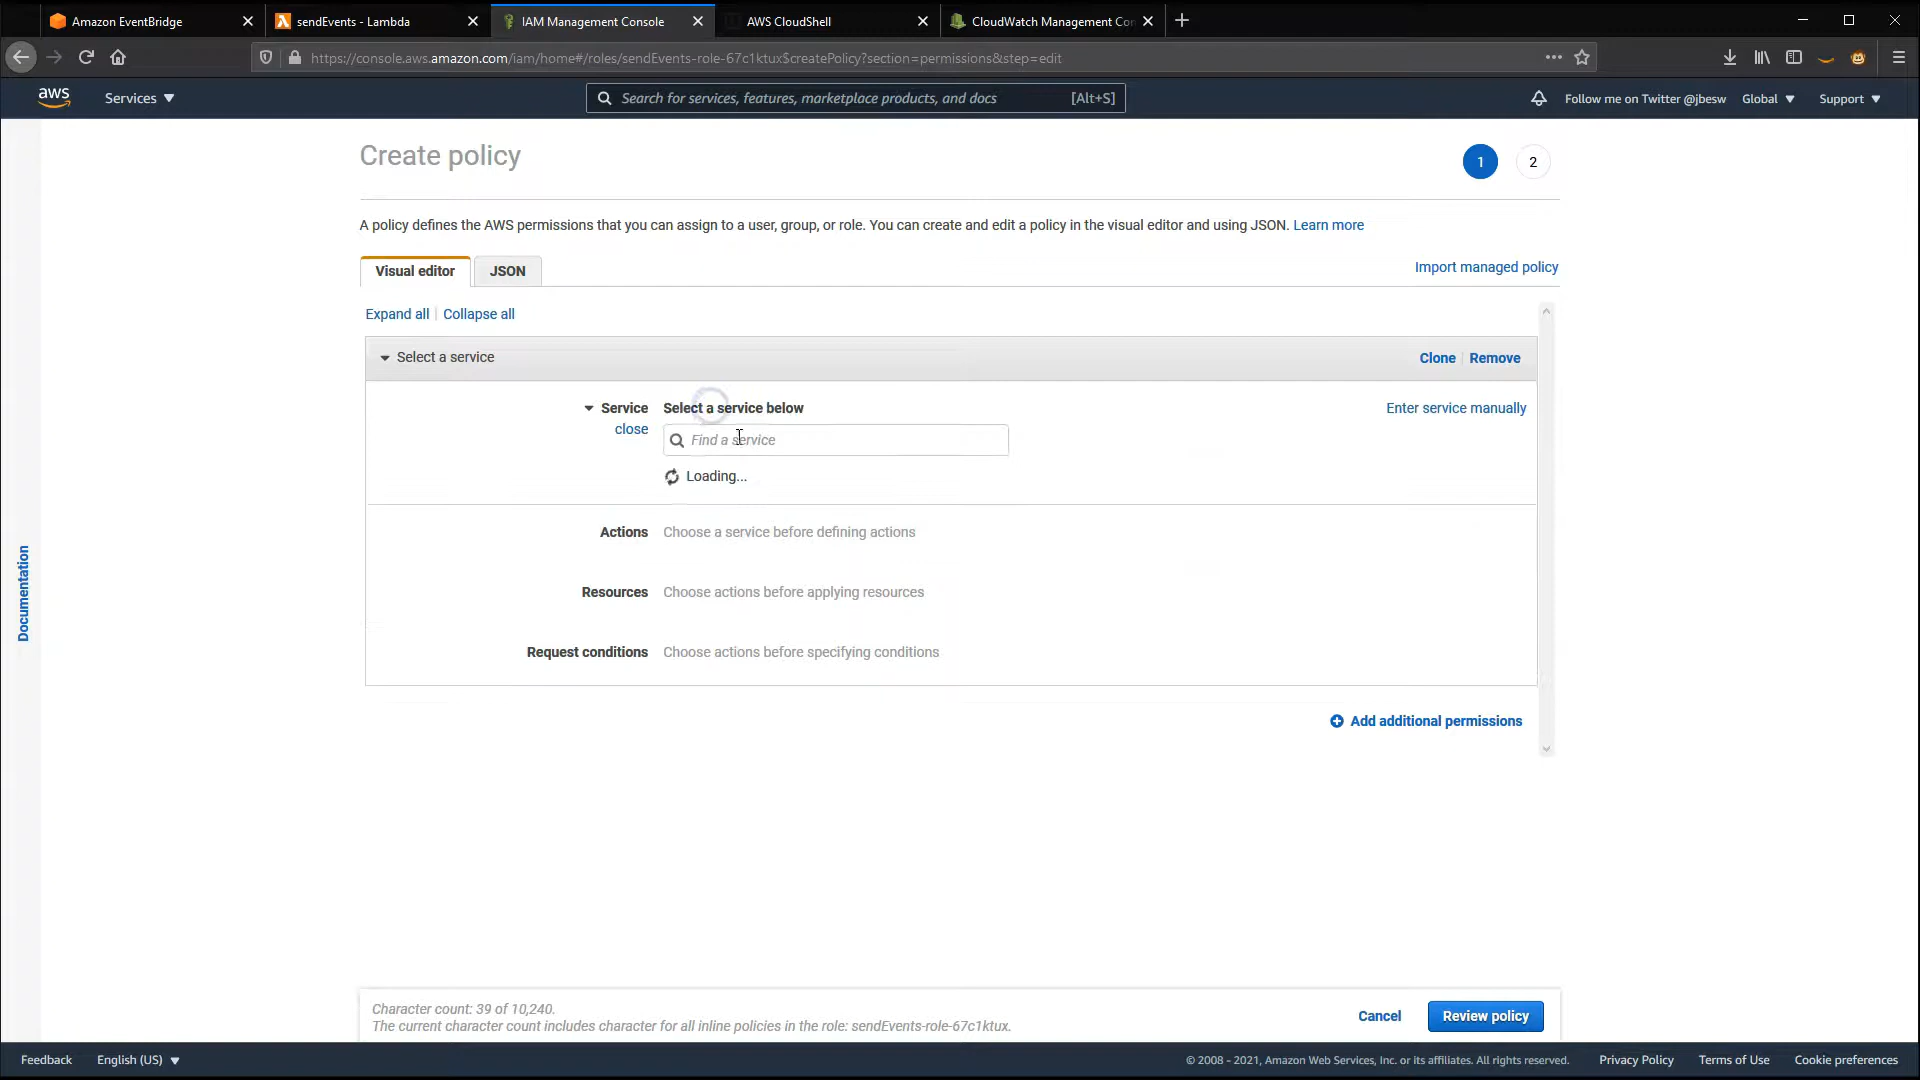 Amazon EventBridge
sendEvents - Lambda
IAM Management Console
AWS CloudShell
CloudWatch Management Con
https://console.aws.amazon.com/iam/home#/roles/sendEvents-role-67c1ktux$createPolicy?section=permissions&step=edit
aws
Services
Search for services, features, marketplace products, and docs
[Alt+S]
Follow me on Twitter @jbesw
Global
Support
Create policy
1
2
A policy defines the AWS permissions that you can assign to a user, group, or role. You can create and edit a policy in the visual editor and using JSON. Learn more
Visual editor
JSON
Import managed policy
Expand all
Collapse all
Select a service
Clone
Remove
Service
Select a service below
Enter service manually
close
Find a service
Loading...
Actions
Choose a service before defining actions
Resources
Choose actions before applying resources
Request conditions
Choose actions before specifying conditions
Add additional permissions
Documentation
Character count: 39 of 10,240.
The current character count includes character for all inline policies in the role: sendEvents-role-67c1ktux.
Cancel
Review policy
Feedback
English (US)
© 2008 - 2021, Amazon Web Services, Inc. or its affiliates. All rights reserved.
Privacy Policy
Terms of Use
Cookie preferences